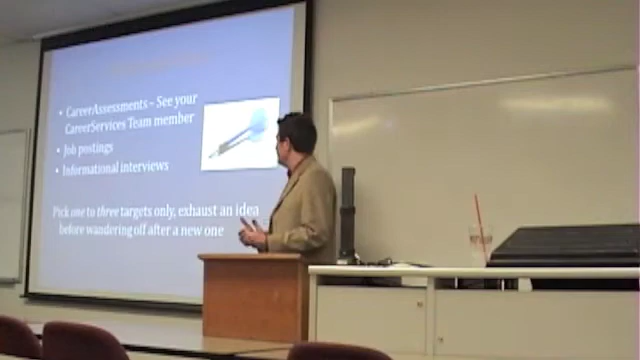 • CareerAssessments – See your
CareerServices Team member
• Job postings
• Informational interviews
Pick one to three targets only, exhaust an idea
before wandering off after a new one